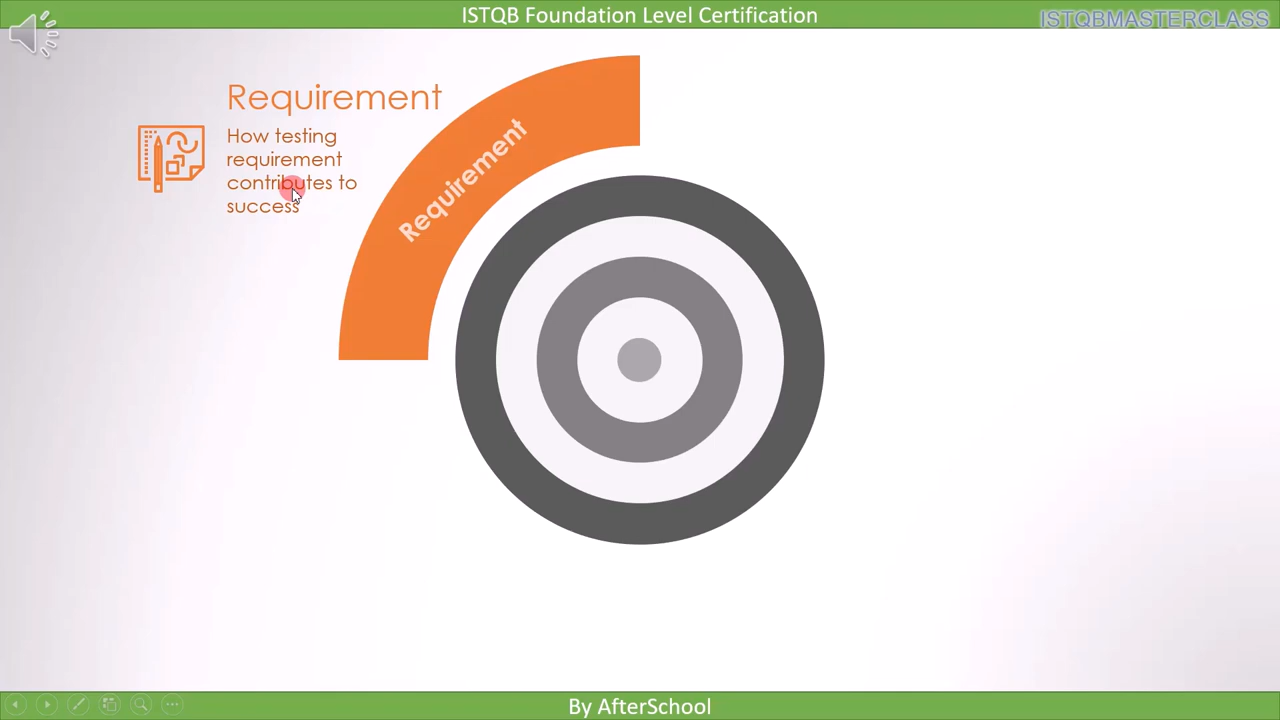 ISTQB Foundation Level Certification
ISTQBMASTERCLASS
Requirement
How testing
requirement
contributes to
success
Requirement
By AfterSchool